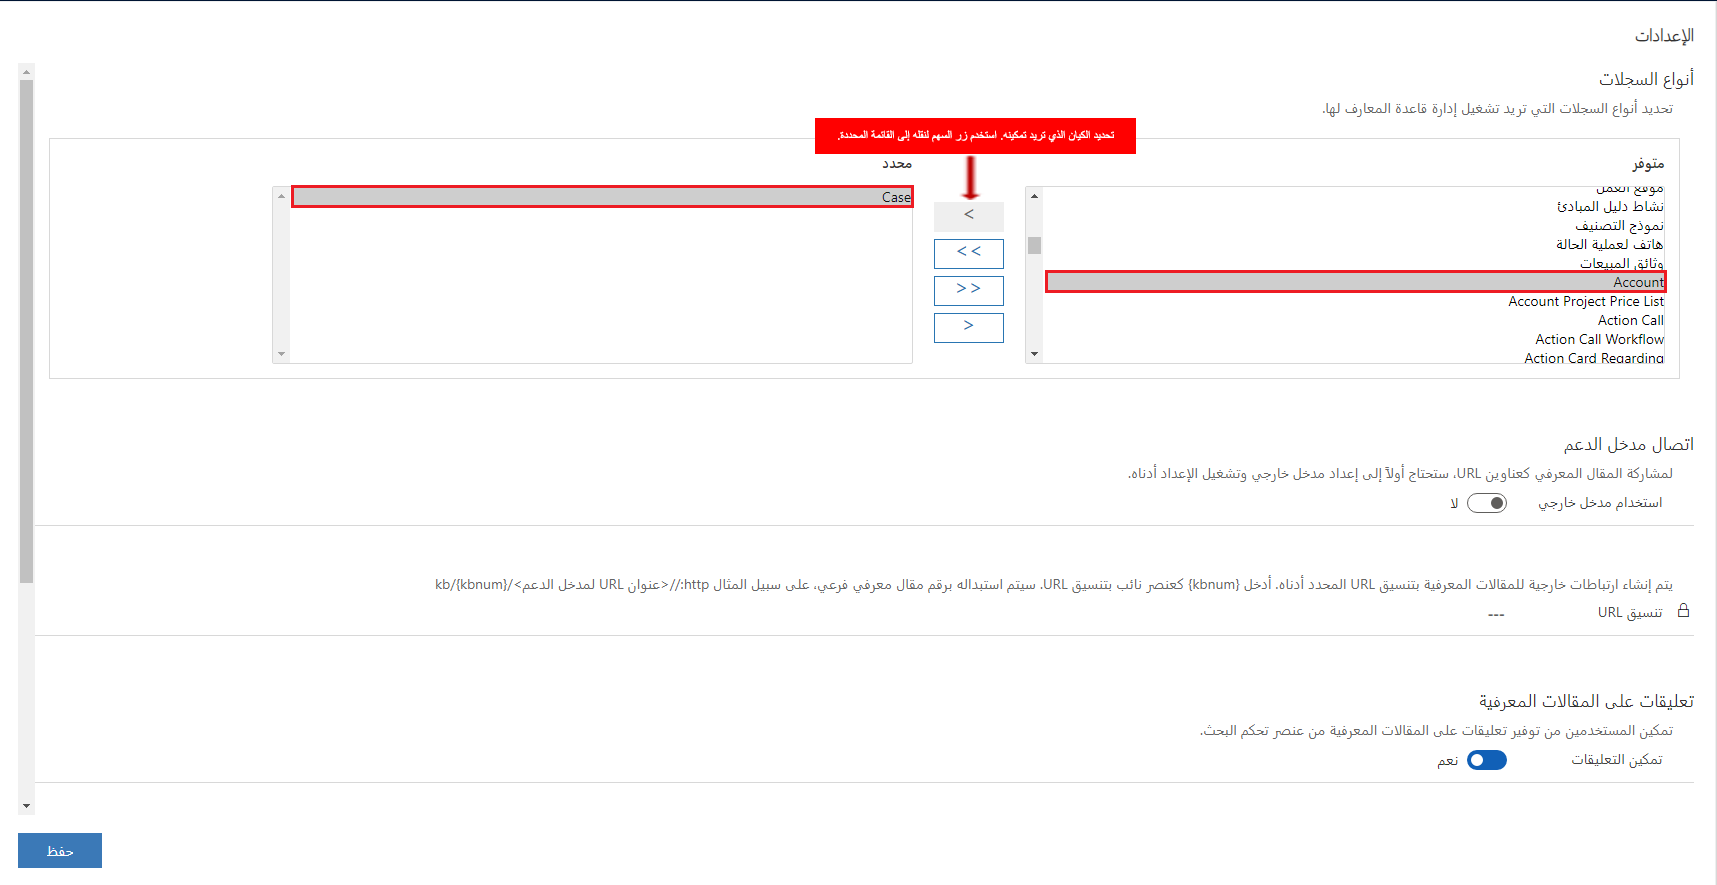 الإعدادات
أنواع السجلات
تحديد أنواع السجلات التي تريد تشغيل إدارة قاعدة المعارف لها.
تحديد الكيان الذي تريد تمكينه. استخدم زر السهم لنقله إلى القائمة المحددة.
متوفر
موقع العمل
نشاط دليل المبادئ
نموذج التصنيف
هاتف لعملية الحالة
وثائق المبيعات
Account
Account Project Price List
Action Call
Action Call Workflow
Action Card Regarding
<
< <
> >
>
محدد
Case
اتصال مدخل الدعم
لمشاركة المقال المعرفي كعناوين URL، ستحتاج أولاً إلى إعداد مدخل خارجي وتشغيل الإعداد أدناه.
استخدام مدخل خارجي لا
يتم إنشاء ارتباطات خارجية للمقالات المعرفية بتنسيق URL المحدد أدناه. أدخل {kbnum} كعنصر نائب بتنسيق URL. سيتم استبداله برقم مقال معرفي فرعي، على سبيل المثال http://<عنوان URL لمدخل الدعم>/kb/{kbnum}
تنسيق URL ---
تعليقات على المقالات المعرفية
تمكين المستخدمين من توفير تعليقات على المقالات المعرفية من عنصر تحكم البحث.
تمكين التعليقات نعم
حفظ